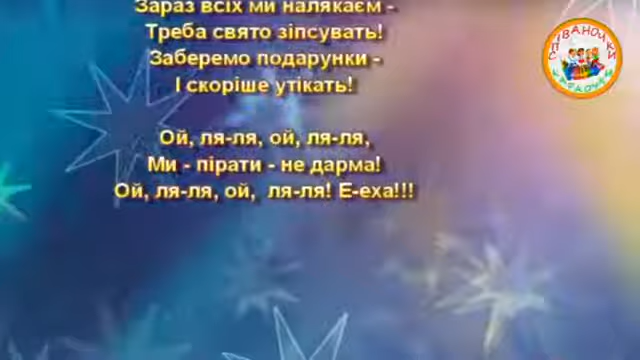 Зараз всіх ми налякаєм -
Треба свято зіпсувать!
Заберемо подарунки -
І скоріше утікать!
Ой, ля-ля, ой, ля-ля,
Ми - пірати - не дарма!
Ой, ля-ля, ой,  ля-ля! Е-еха!!!